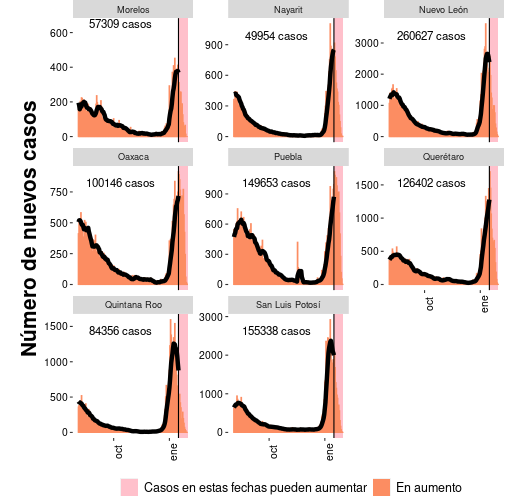 Número de nuevos casos
Morelos
57309 casos
600
400
200
0
Nayarit
49954 casos
900
600
300
0
Nuevo León
260627 casos
3000
2000
1000
0
Oaxaca
100146 casos
750
500
250
0
Puebla
149653 casos
900
600
300
0
Querétaro
126402 casos
1500
1000
500
0
oct
ene
Quintana Roo
84356 casos
1500
1000
500
0
oct
ene
San Luis Potosí
155338 casos
3000
2000
1000
0
oct
ene
Casos en estas fechas pueden aumentar
En aumento